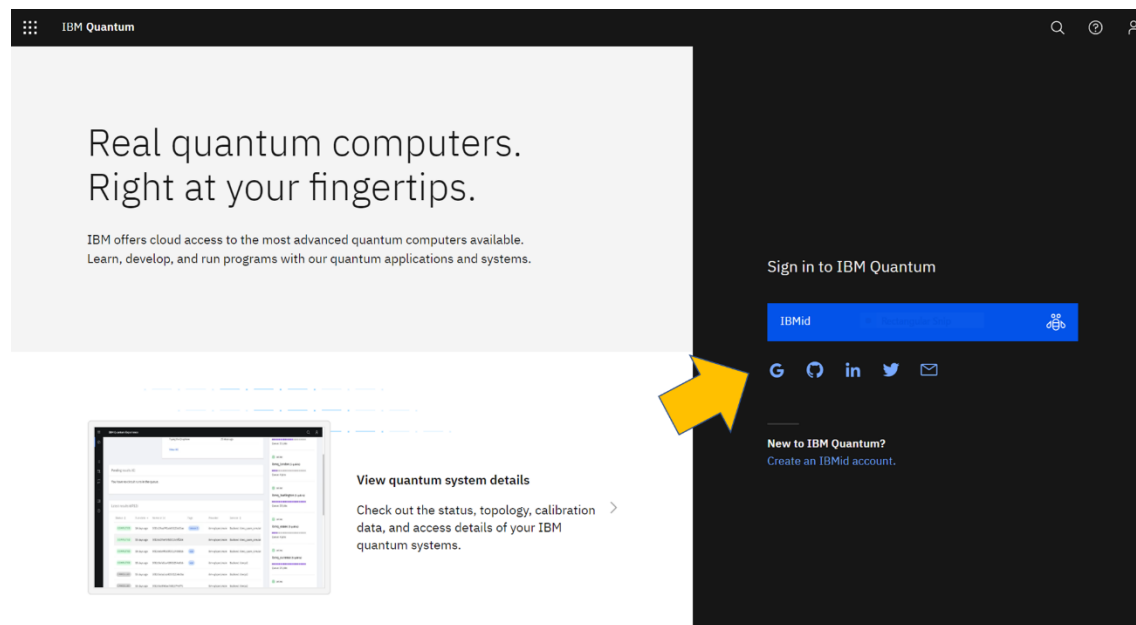 IBM Quantum
Real quantum computers.
Right at your fingertips.
IBM offers cloud access to the most advanced quantum computers available.
Learn, develop, and run programs with our quantum applications and systems.
Sign in to IBM Quantum
IBMid
New to IBM Quantum?
Create an IBMid account.
View quantum system details
Check out the status, topology, calibration
data, and access details of your IBM
quantum systems.